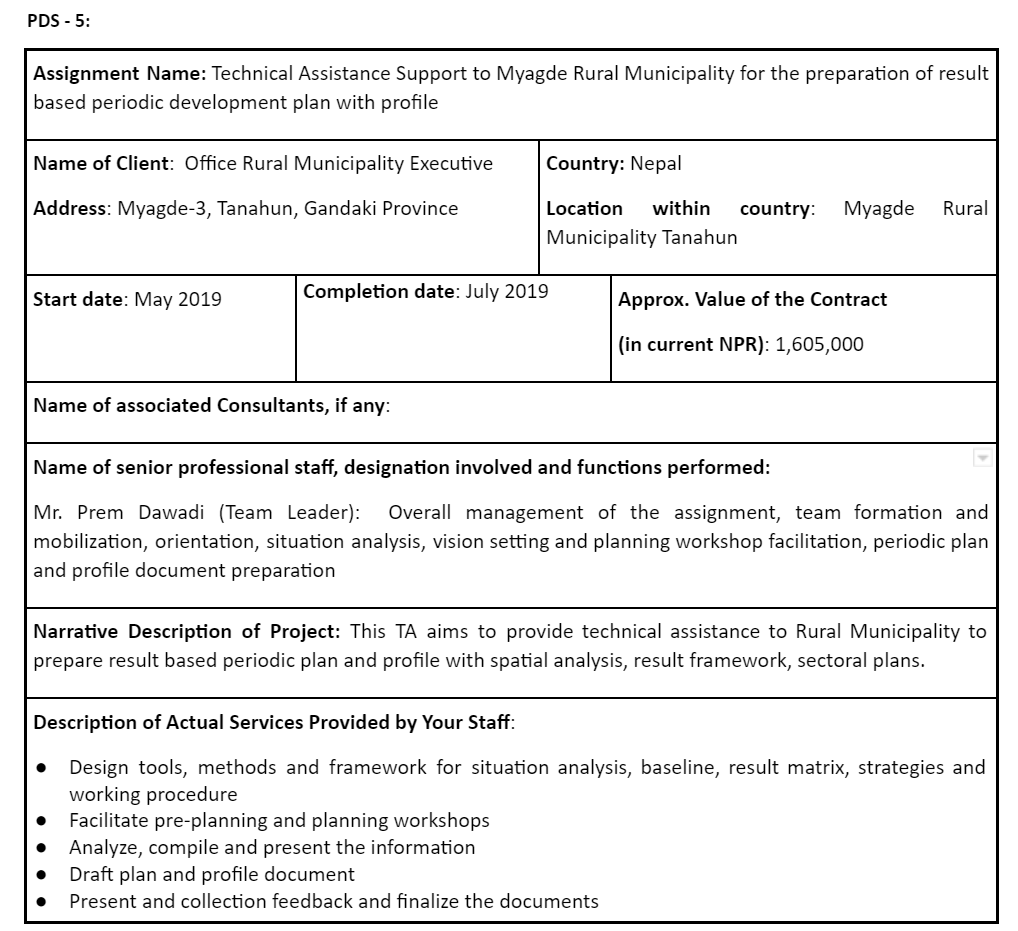 PDS - 5:
Assignment Name: Technical Assistance Support to Myagde Rural Municipality for the preparation of result
based periodic development plan with profile
Name of Client: Office Rural Municipality Executive
Address: Myagde-3, Tanahun, Gandaki Province
Country: Nepal
Location within country: Myagde Rural
Municipality Tanahun
Start date: May 2019
Completion date: July 2019
Approx. Value of the Contract
(in current NPR): 1,605,000
Name of associated Consultants, if any:
Name of senior professional staff, designation involved and functions performed:
Mr. Prem Dawadi (Team Leader): Overall management of the assignment, team formation and
mobilization, orientation, situation analysis, vision setting and planning workshop facilitation, periodic plan
and profile document preparation
Narrative Description of Project: This TA aims to provide technical assistance to Rural Municipality to
prepare result based periodic plan and profile with spatial analysis, result framework, sectoral plans.
Description of Actual Services Provided by Your Staff:
● Design tools, methods and framework for situation analysis, baseline, result matrix, strategies and
working procedure
● Facilitate pre-planning and planning workshops
● Analyze, compile and present the information
● Draft plan and profile document
● Present and collection feedback and finalize the documents